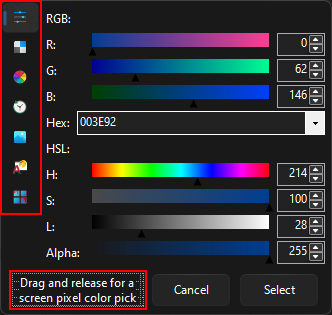 RGB:
R: 0
G: 62
B: 146
Hex: 003E92
HSL:
H: 214
S: 100
L: 28
Alpha: 255
Drag and release for a
screen pixel color pick
Cancel
Select